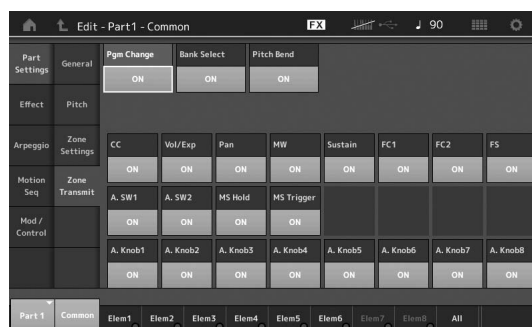 Edit - Part1 - Common FX 90
Part Settings
General
Pgm Change Bank Select Pitch Bend
ON ON ON
Effect Pitch
Arpeggio Zone Settings
CC Vol/Exp Pan MW Sustain FC1 FC2 FS
ON ON ON ON ON ON ON ON
Motion Seq Zone Transmit
A. SW1 A. SW2 MS Hold MS Trigger
ON ON ON ON
Mod / Control
A. Knob1 A. Knob2 A. Knob3 A. Knob4 A. Knob5 A. Knob6 A. Knob7 A. Knob8
ON ON ON ON ON ON ON ON
Part 1 Common Elem1 Elem2 Elem3 Elem4 Elem5 Elem6 Elem7 Elem8 All